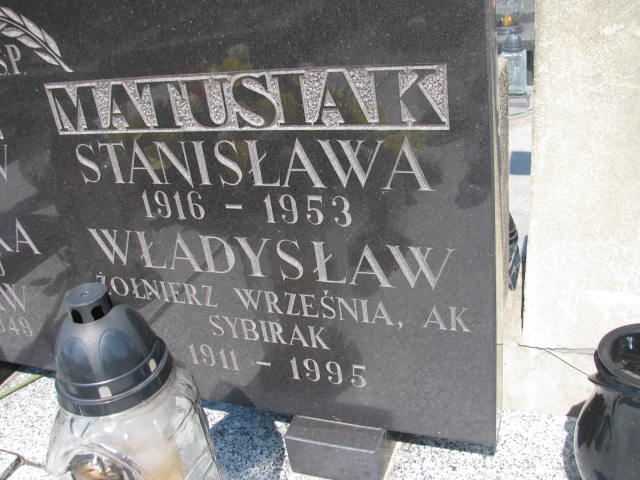 Ś.P.
MATUSIAK
STANISŁAWA
1916 - 1953
WŁADYSŁAW
ŻOŁNIERZ WRZEŚNIA, AK
SYBIRAK
1911 - 1995